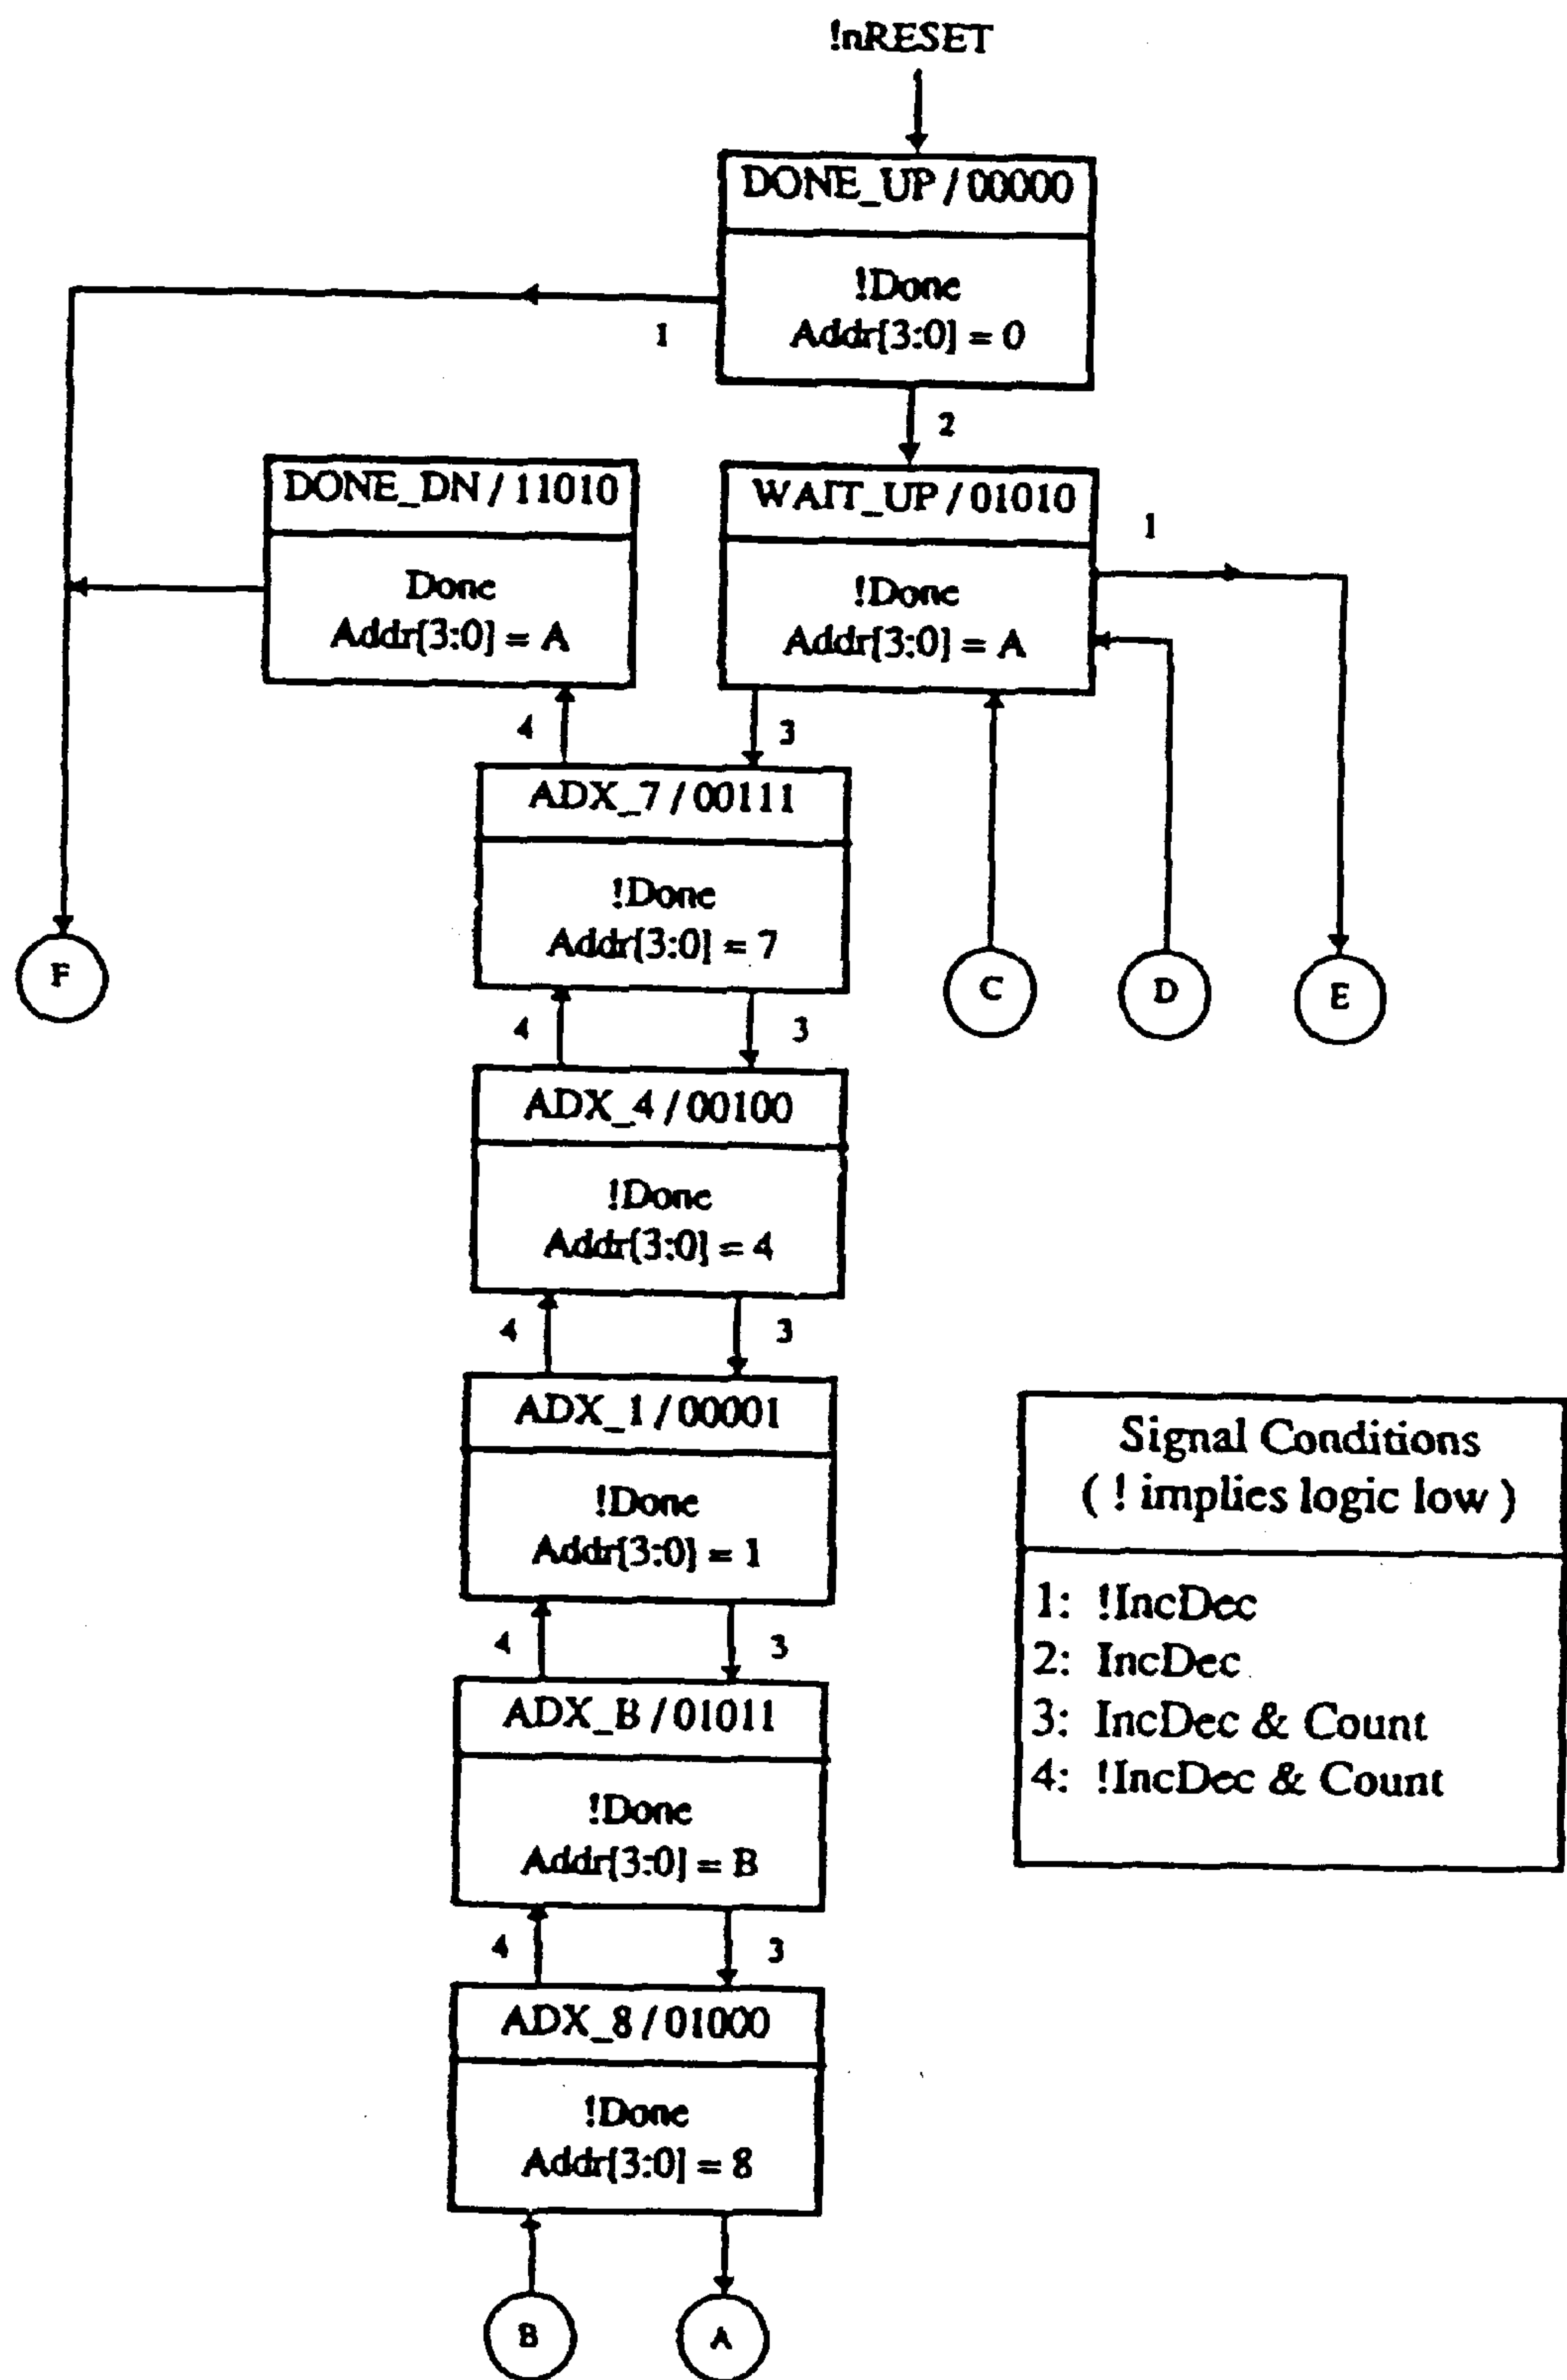 !nRESET
DONE_UP / 00000
!Done
Addr[3:0] = 0
1
2
DONE_DN / 11010
Done
Addr[3:0] = A
WAIT_UP / 01010
!Done
Addr[3:0] = A
1
4
3
ADX_7 / 00111
!Done
Addr[3:0] = 7
F
C
D
E
4
3
ADX_4 / 00100
!Done
Addr[3:0] = 4
4
3
ADX_1 / 00001
!Done
Addr[3:0] = 1
4
3
ADX_B / 01011
!Done
Addr[3:0] = B
4
3
ADX_8 / 01000
!Done
Addr[3:0] = 8
B
A
Signal Conditions
( ! implies logic low )
1: !IncDec
2: IncDec
3: IncDec & Count
4: !IncDec & Count